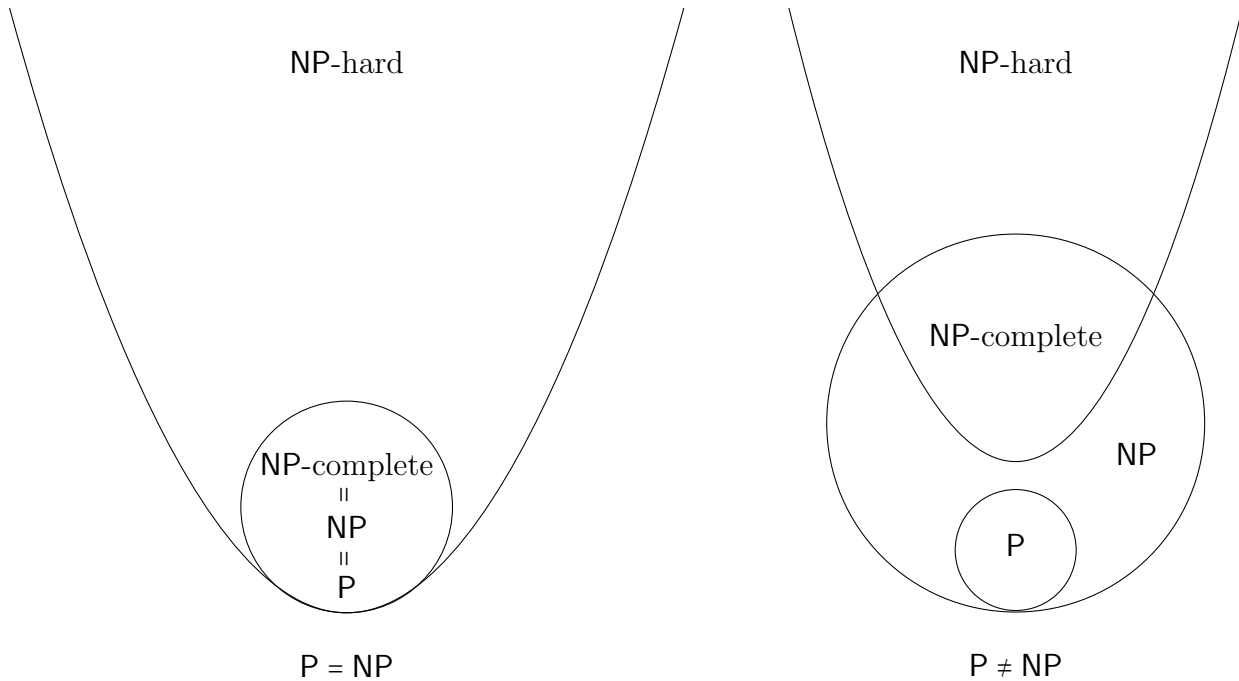 NP-hard
NP-complete
=
NP
=
P
P = NP
NP-hard
NP-complete
NP
P
P ≠ NP